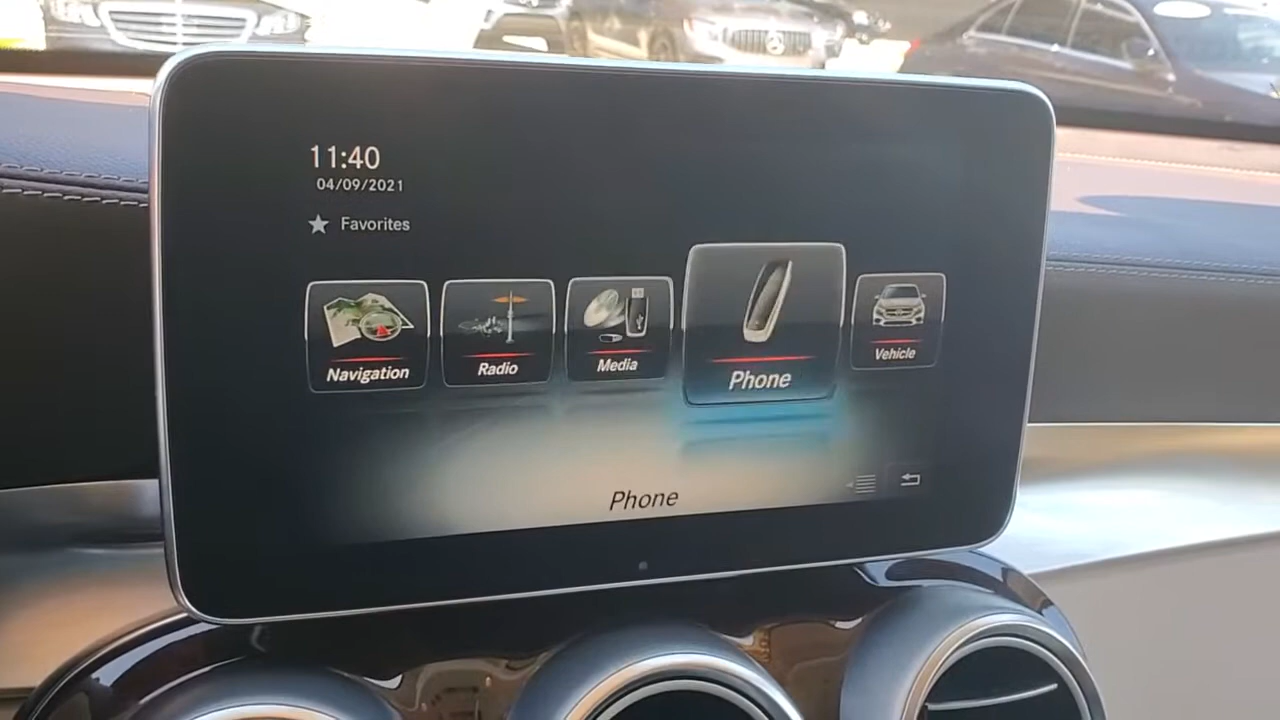 11:40
04/09/2021
Favorites
Navigation
Radio
Media
Phone
Vehicle
Phone